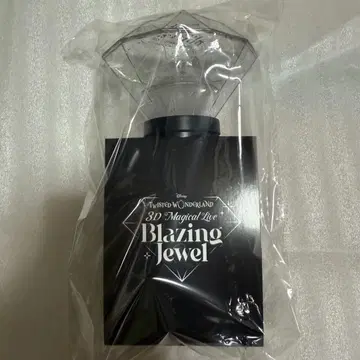 Disney
TWISTED WONDERLAND
3D Magical Live
Blazing
Jewel